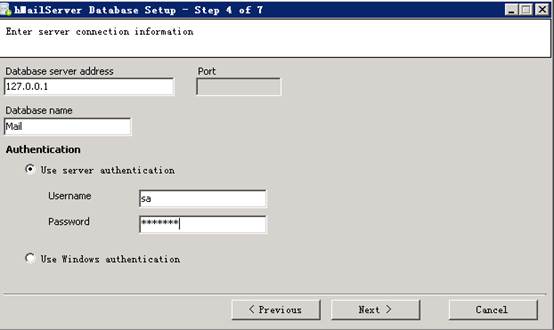 hMailServer Database Setup - Step 4 of 7
Enter server connection information
Database server address
Port
127.0.0.1
Database name
Mail
Authentication
Use server authentication
Username
sa
Password
*******
Use Windows authentication
< Previous
Next >
Cancel